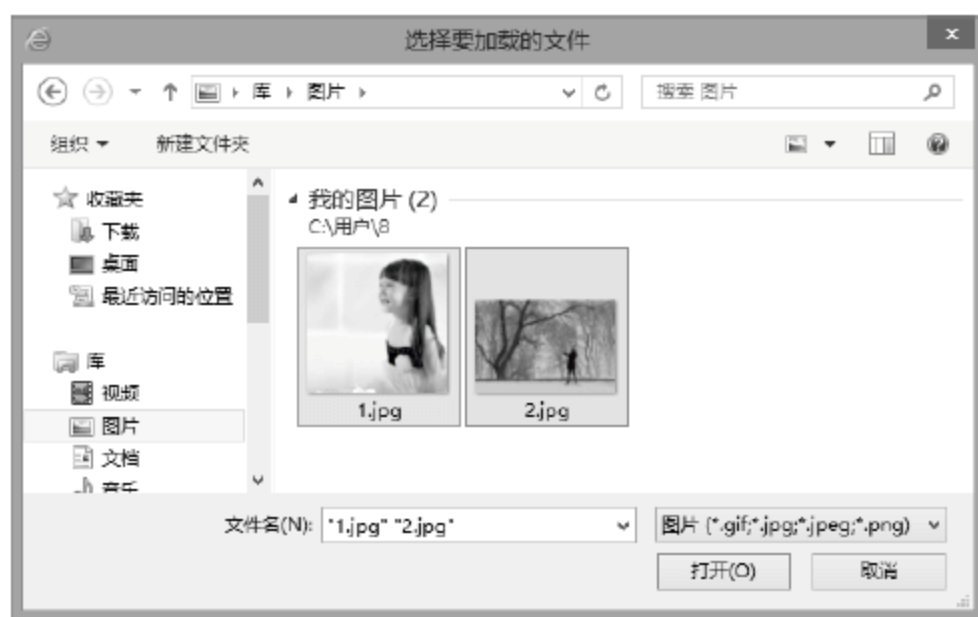 选择要加载的文件
库 图片
搜索 图片
组织 新建文件夹
收藏夹
下载
桌面
最近访问的位置
库
视频
图片
文档
音乐
我的图片 (2)
C:\用户\8
1.jpg
2.jpg
文件名(N): "1.jpg" "2.jpg" 图片 (*.gif;*.jpg;*.jpeg;*.png)
打开(O) 取消